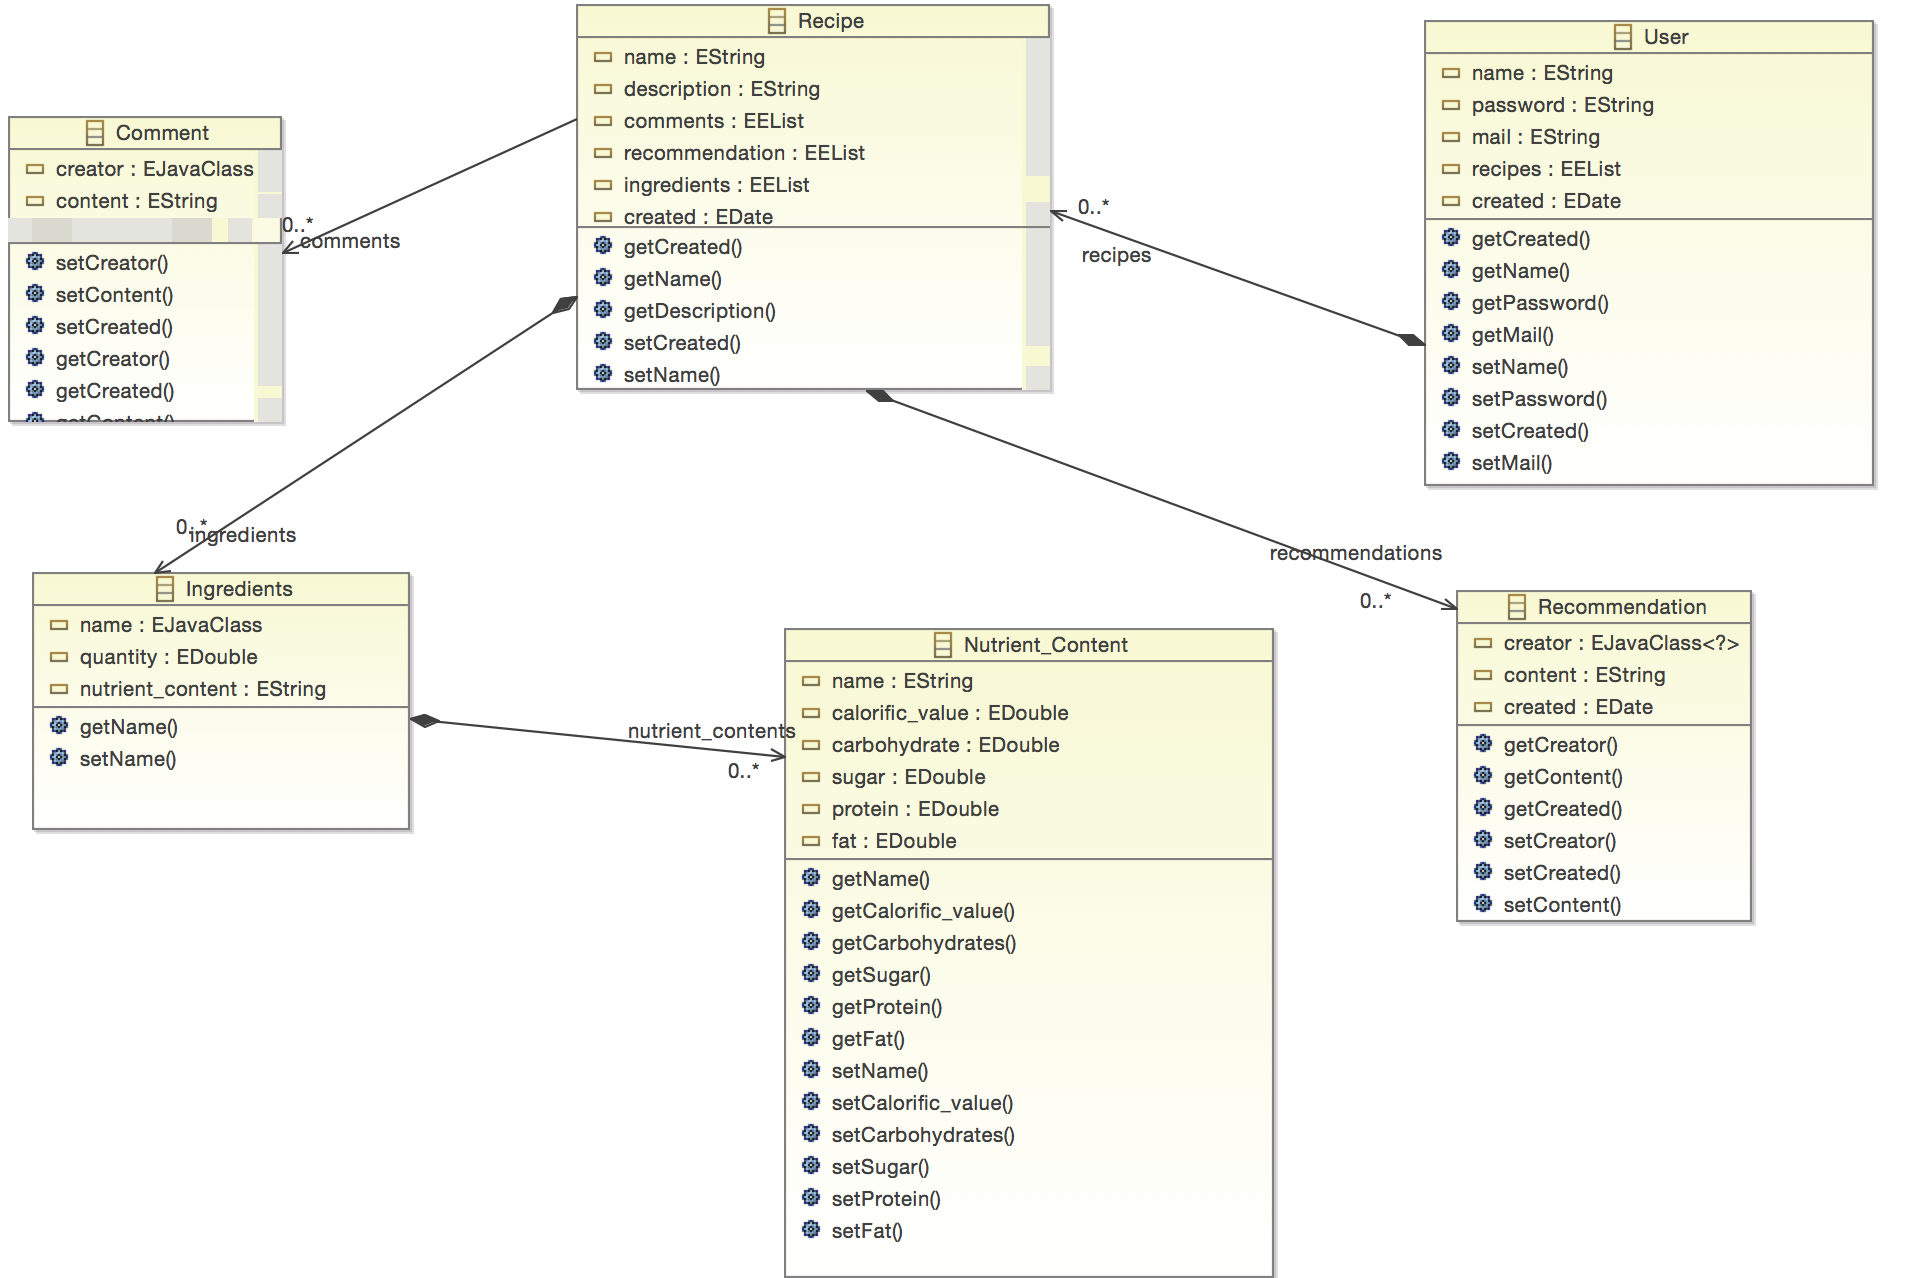 Recipe
name : EString
description : EString
comments : EEList
recommendation : EEList
ingredients : EEList
created : EDate
getCreated()
getName()
getDescription()
setCreated()
setName()
User
name : EString
password : EString
mail : EString
recipes : EEList
created : EDate
getCreated()
getName()
getPassword()
getMail()
setName()
setPassword()
setCreated()
setMail()
Comment
creator : EJavaClass
content : EString
setCreator()
setContent()
setCreated()
getCreator()
getCreated()
getContent()
0..*
comments
0..*
recipes
0..*
ingredients
recommendations
0..*
Ingredients
name : EJavaClass
quantity : EDouble
nutrient_content : EString
getName()
setName()
nutrient_contents
0..*
Nutrient_Content
name : EString
calorific_value : EDouble
carbohydrate : EDouble
sugar : EDouble
protein : EDouble
fat : EDouble
getName()
getCalorific_value()
getCarbohydrates()
getSugar()
getProtein()
getFat()
setName()
setCalorific_value()
setCarbohydrates()
setSugar()
setProtein()
setFat()
Recommendation
creator : EJavaClass<?>
content : EString
created : EDate
getCreator()
getContent()
getCreated()
setCreator()
setCreated()
setContent()